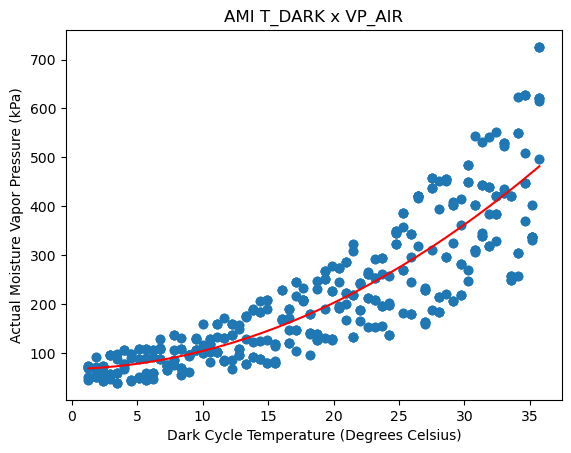 AMI T_DARK x VP_AIR
Actual Moisture Vapor Pressure (kPa)
700
600
500
400
300
200
100
0 5 10 15 20 25 30 35
Dark Cycle Temperature (Degrees Celsius)